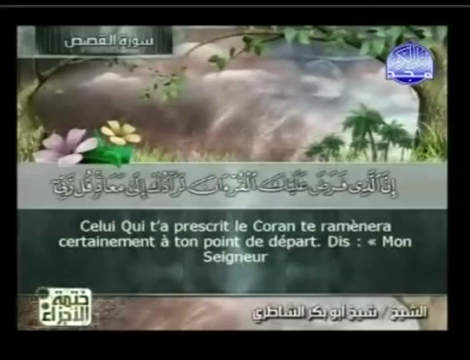 سورة القصص
مجد
إِنَّ الَّذِي فَرَضَ عَلَيْكَ الْقُرْآنَ لَرَادُّكَ إِلَى مَعَادٍ قُل رَّبِّي
Celui Qui t'a prescrit le Coran te ramènera
certainement à ton point de départ. Dis : « Mon
Seigneur
ختمة
الأجزاء
الشيخ / شيخ أبو بكر الشاطري